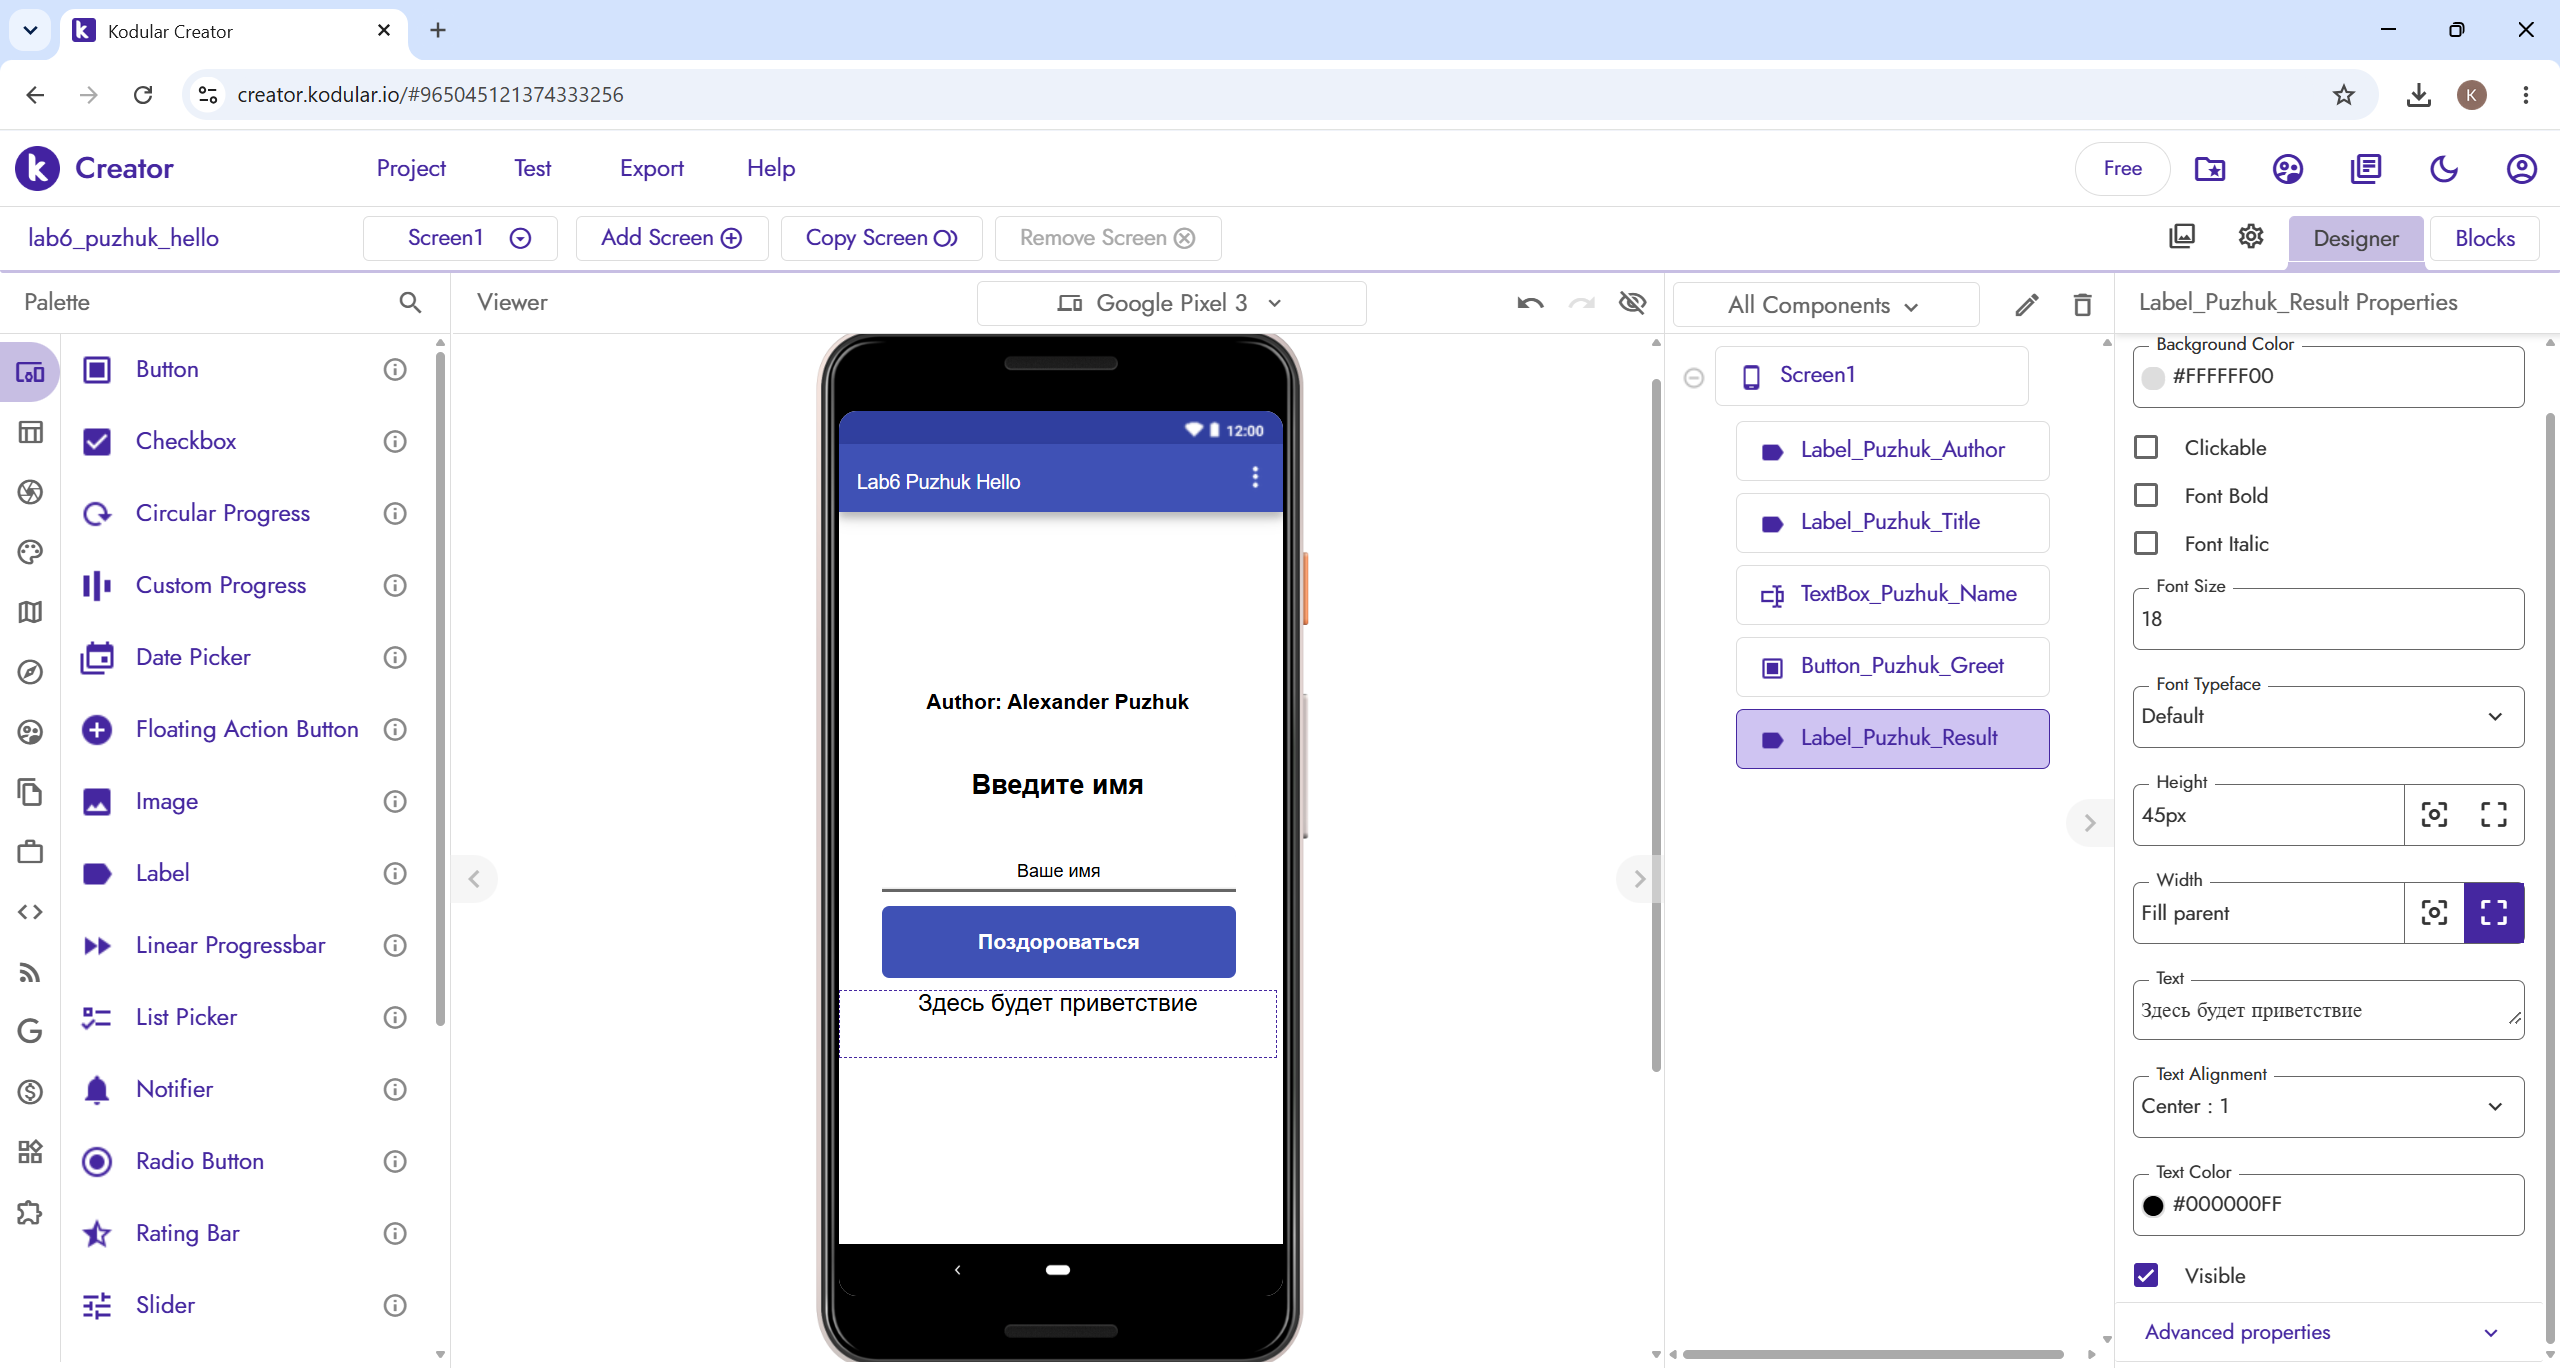 Kodular Creator
creator.kodular.io/#965045121374333256
K
Creator
Project
Test
Export
Help
Free
lab6_puzhuk_hello
Screen1
Add Screen
Copy Screen
Remove Screen
Designer
Blocks
Palette
Viewer
Google Pixel 3
All Components
Label_Puzhuk_Result Properties
Button
Checkbox
Circular Progress
Custom Progress
Date Picker
Floating Action Button
Image
Label
Linear Progressbar
List Picker
Notifier
Radio Button
Rating Bar
Slider
12:00
Lab6 Puzhuk Hello
Author: Alexander Puzhuk
Введите имя
Ваше имя
Поздороваться
Здесь будет приветствие
Screen1
Label_Puzhuk_Author
Label_Puzhuk_Title
TextBox_Puzhuk_Name
Button_Puzhuk_Greet
Label_Puzhuk_Result
Background Color
#FFFFFF00
Clickable
Font Bold
Font Italic
Font Size
18
Font Typeface
Default
Height
45px
Width
Fill parent
Text
Здесь будет приветствие
Text Alignment
Center : 1
Text Color
#000000FF
Visible
Advanced properties